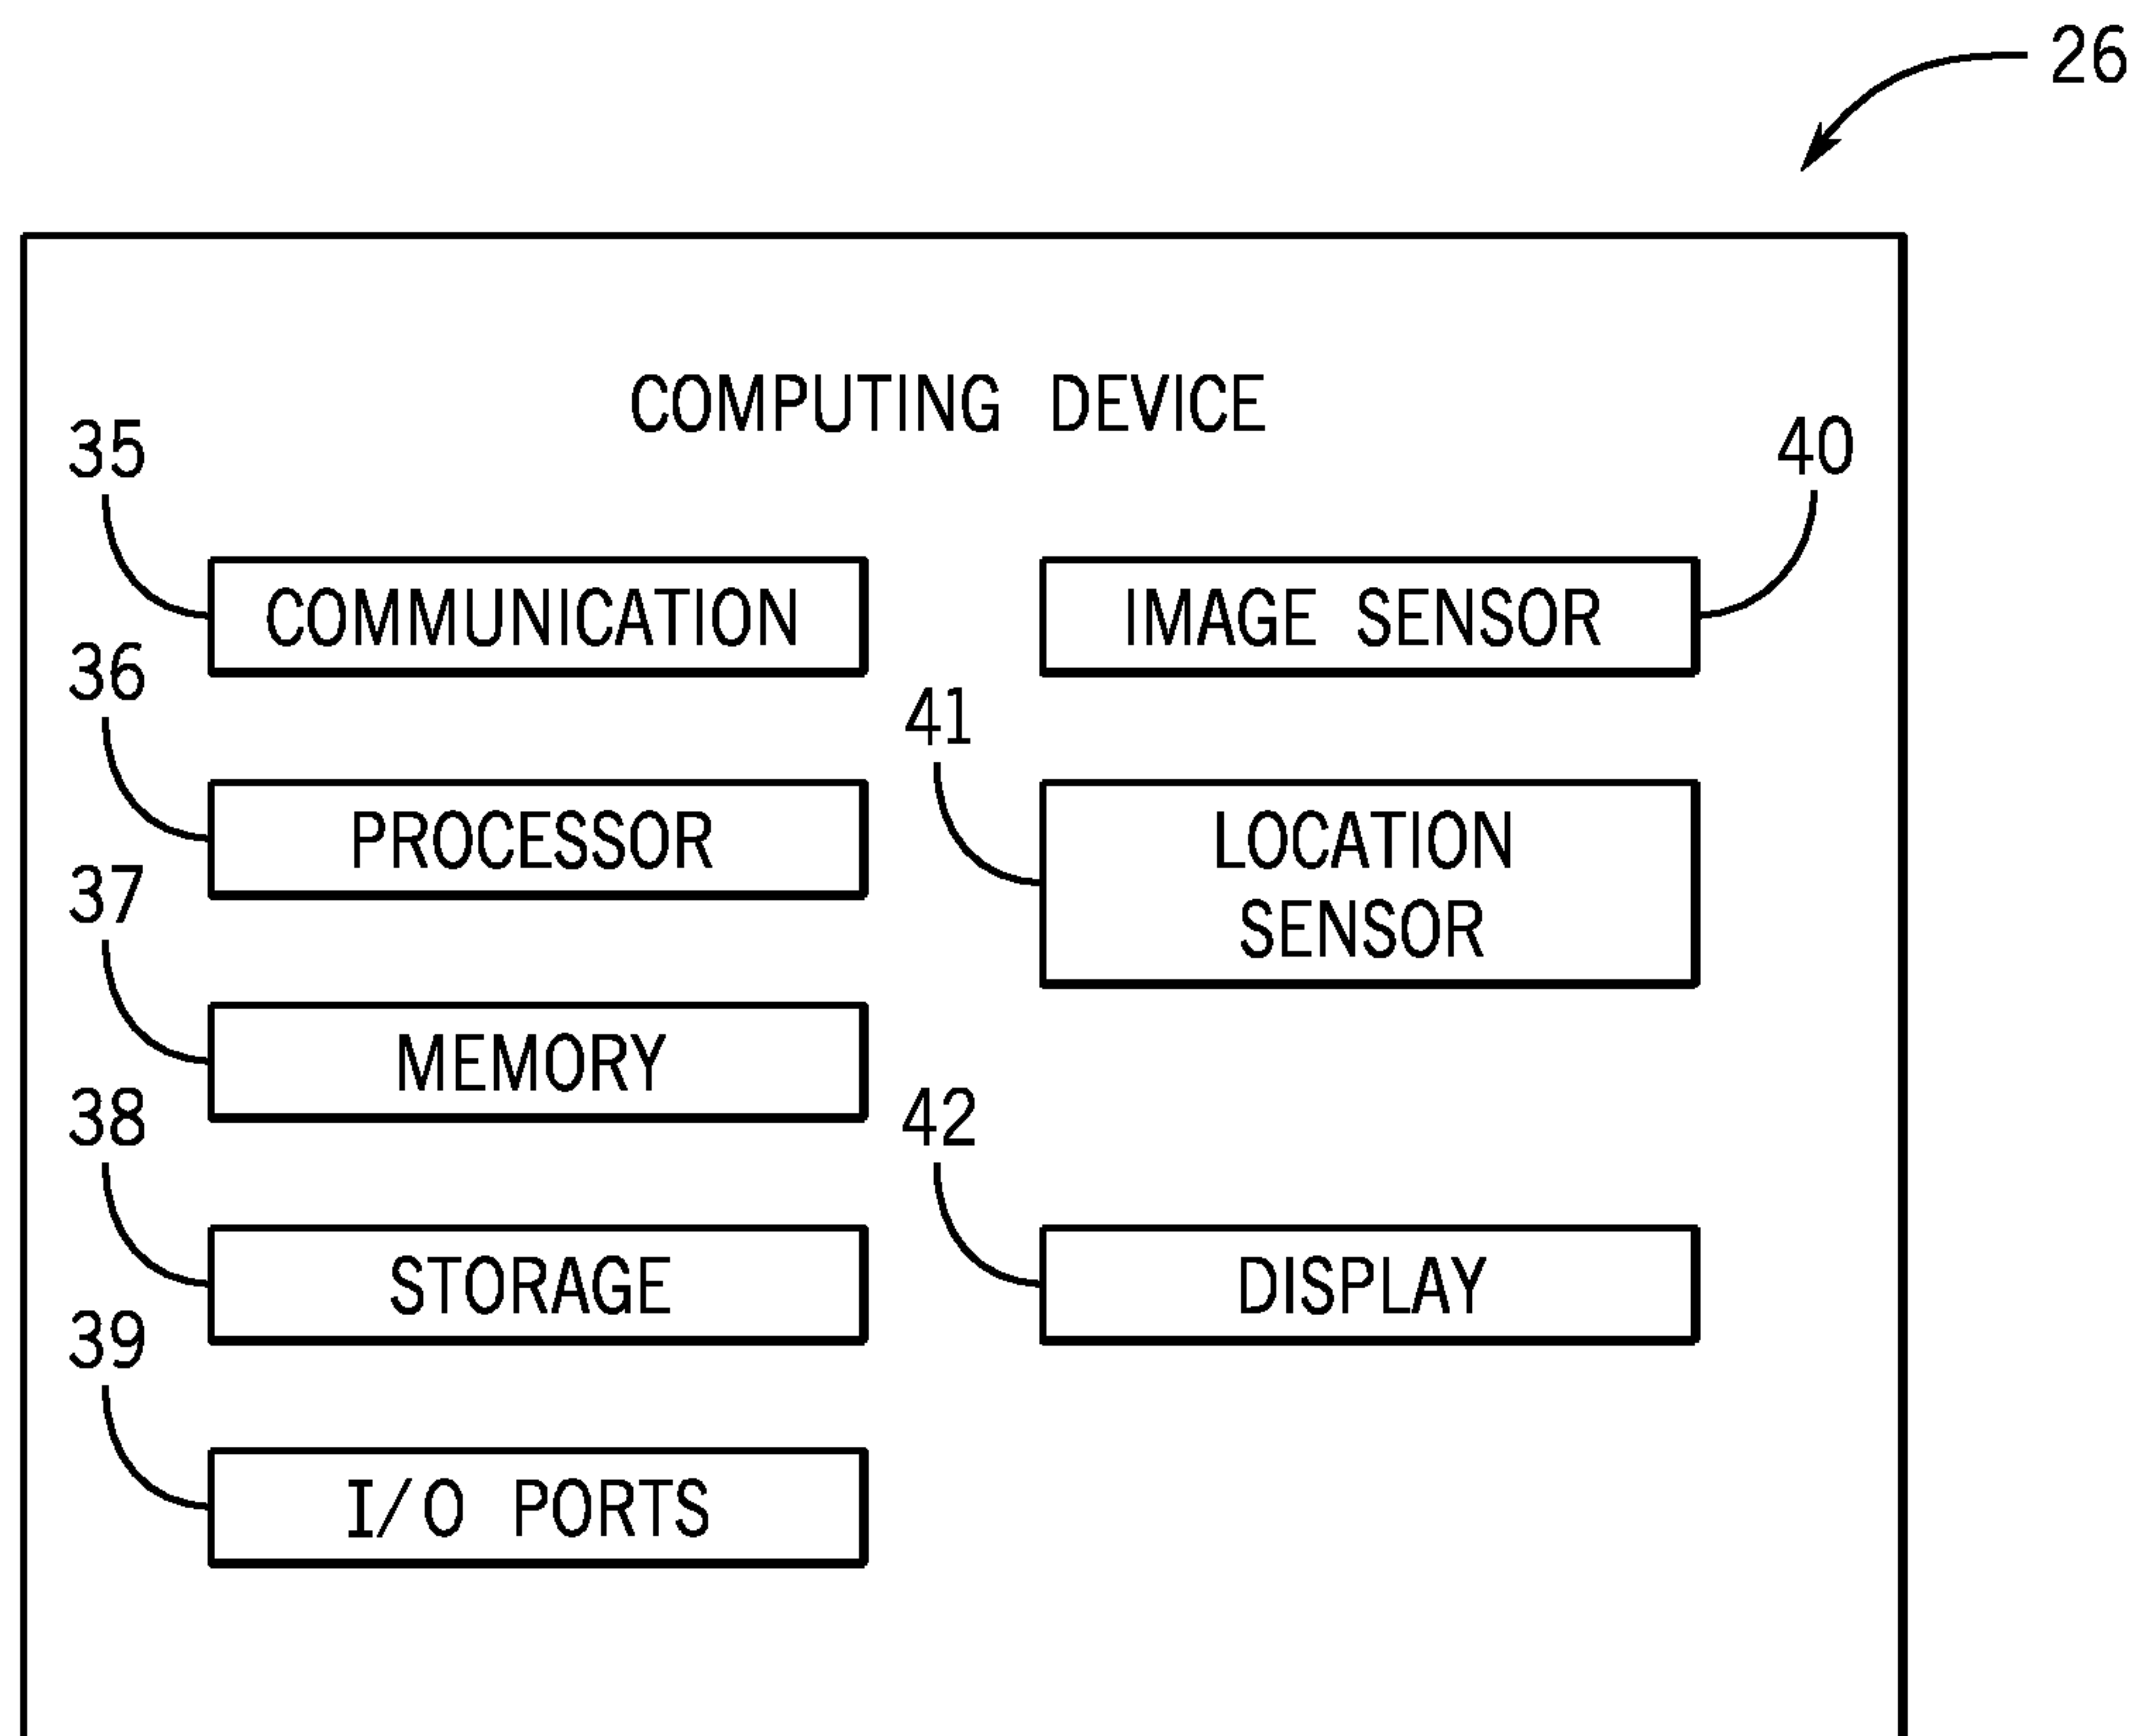 26
COMPUTING DEVICE
35
COMMUNICATION
36
PROCESSOR
37
MEMORY
38
STORAGE
39
I/O PORTS
40
IMAGE SENSOR
41
LOCATION
SENSOR
42
DISPLAY